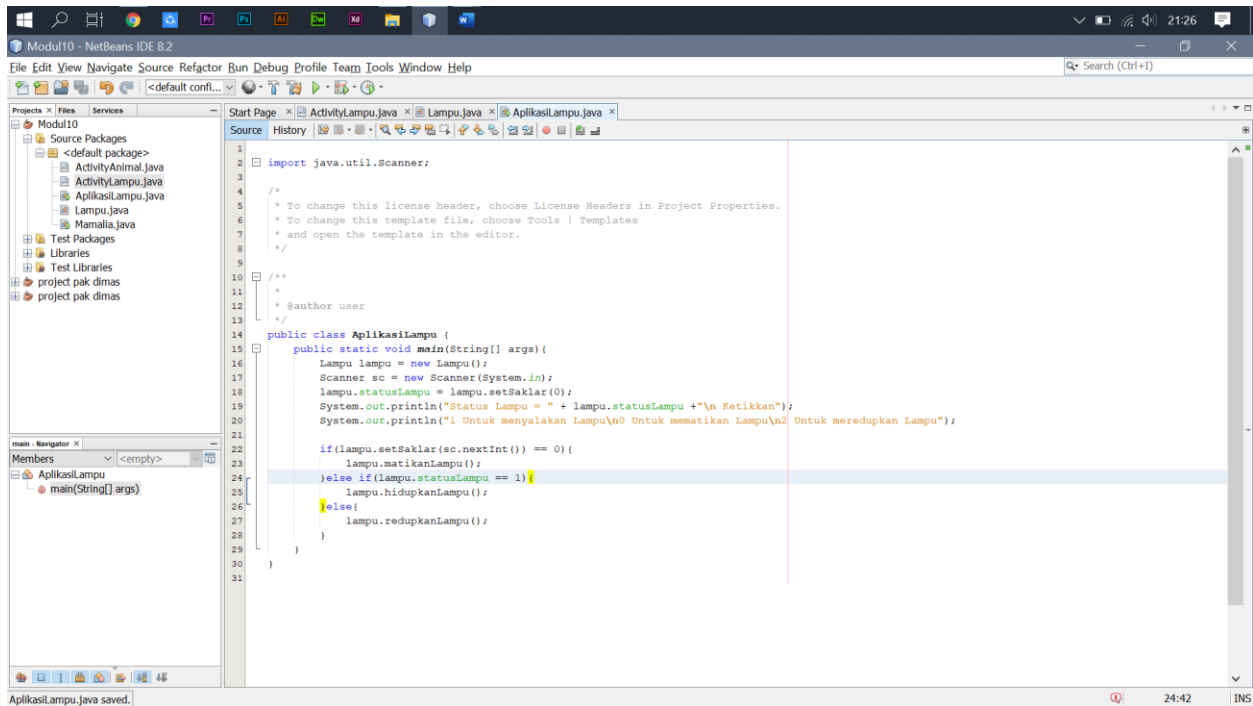 Pr Ps Ai Dw Xd W 21:26
Modul10 - NetBeans IDE 8.2
File Edit View Navigate Source Refactor Run Debug Profile Team Tools Window Help
Search (Ctrl+I)
<default confi...
Projects Files Services
Modul10
Source Packages
<default package>
ActivityAnimal.java
ActivityLampu.java
AplikasiLampu.java
Lampu.java
Mamalia.java
Test Packages
Libraries
Test Libraries
project pak dimas
project pak dimas
main - Navigator
Members <empty>
AplikasiLampu
main(String[] args)
Start Page ActivityLampu.java Lampu.java AplikasiLampu.java
Source History
1
2 import java.util.Scanner;
3
4 /*
5 * To change this license header, choose License Headers in Project Properties.
6 * To change this template file, choose Tools | Templates
7 * and open the template in the editor.
8 */
9
10 /**
11 *
12 * @author user
13 */
14 public class AplikasiLampu {
15 public static void main(String[] args){
16 Lampu lampu = new Lampu();
17 Scanner sc = new Scanner(System.in);
18 lampu.statusLampu = lampu.setSaklar(0);
19 System.out.println("Status Lampu = " + lampu.statusLampu +"\n Ketikkan");
20 System.out.println("1 Untuk menyalakan Lampu\n0 Untuk mematikan Lampu\n2 Untuk meredupkan Lampu");
21
22 if(lampu.setSaklar(sc.nextInt()) == 0){
23 lampu.matikanLampu();
24 }else if(lampu.statusLampu == 1){
25 lampu.hidupkanLampu();
26 }else{
27 lampu.redupkanLampu();
28 }
29 }
30 }
31
AplikasiLampu.java saved.
24:42 INS